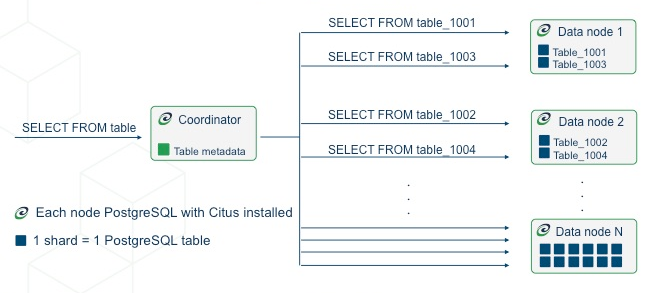 SELECT FROM table
Coordinator
Table metadata
SELECT FROM table_1001
SELECT FROM table_1003
SELECT FROM table_1002
SELECT FROM table_1004
Data node 1
Table_1001
Table_1003
Data node 2
Table_1002
Table_1004
Data node N
Each node PostgreSQL with Citus installed
1 shard = 1 PostgreSQL table